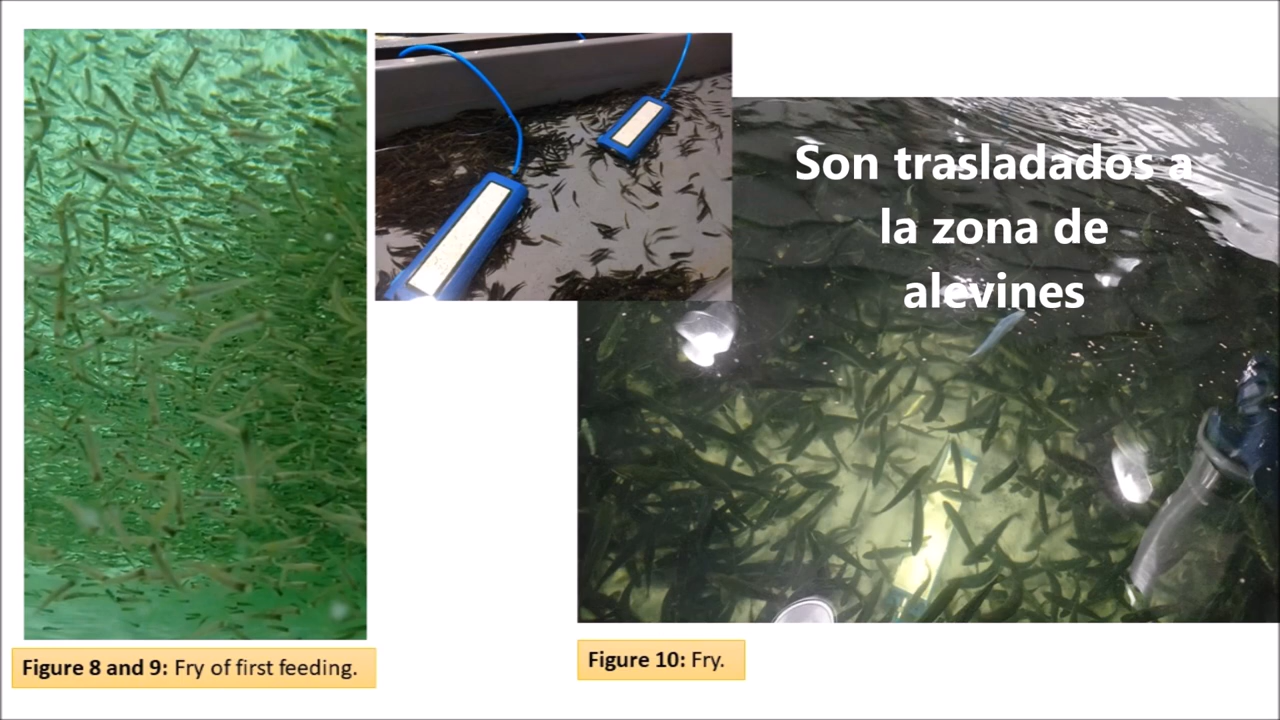 Son trasladados a
la zona de
alevines
Figure 8 and 9: Fry of first feeding.
Figure 10: Fry.